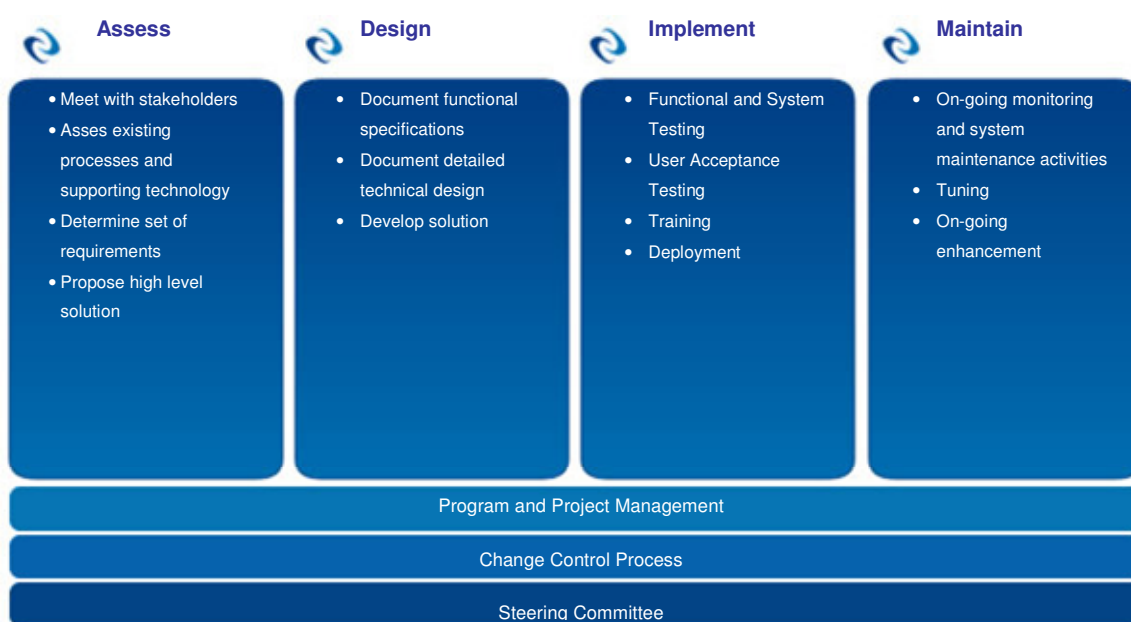 Assess
• Meet with stakeholders
• Asses existing
processes and
supporting technology
• Determine set of
requirements
• Propose high level
solution
Design
• Document functional
specifications
• Document detailed
technical design
• Develop solution
Implement
• Functional and System
Testing
• User Acceptance
Testing
• Training
• Deployment
Maintain
• On-going monitoring
and system
maintenance activities
• Tuning
• On-going
enhancement
Program and Project Management
Change Control Process
Steering Committee